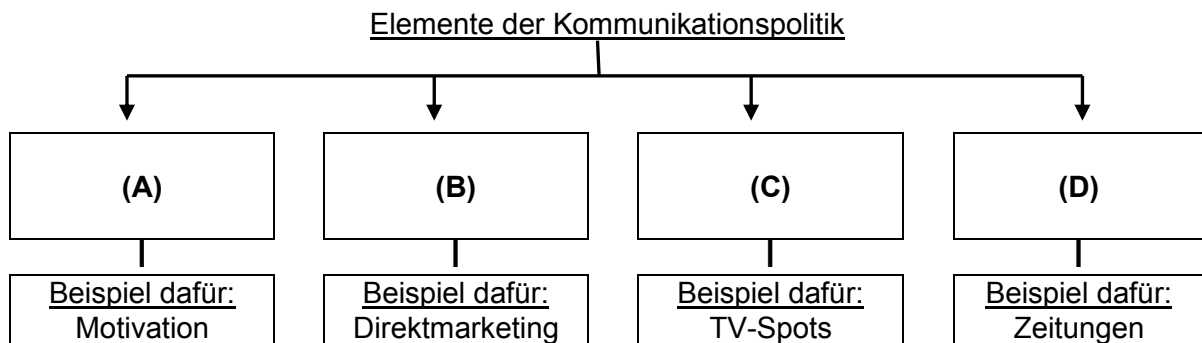 Elemente der Kommunikationspolitik
(A)
(B)
(C)
(D)
Beispiel dafür:
Motivation
Beispiel dafür:
Direktmarketing
Beispiel dafür:
TV-Spots
Beispiel dafür:
Zeitungen